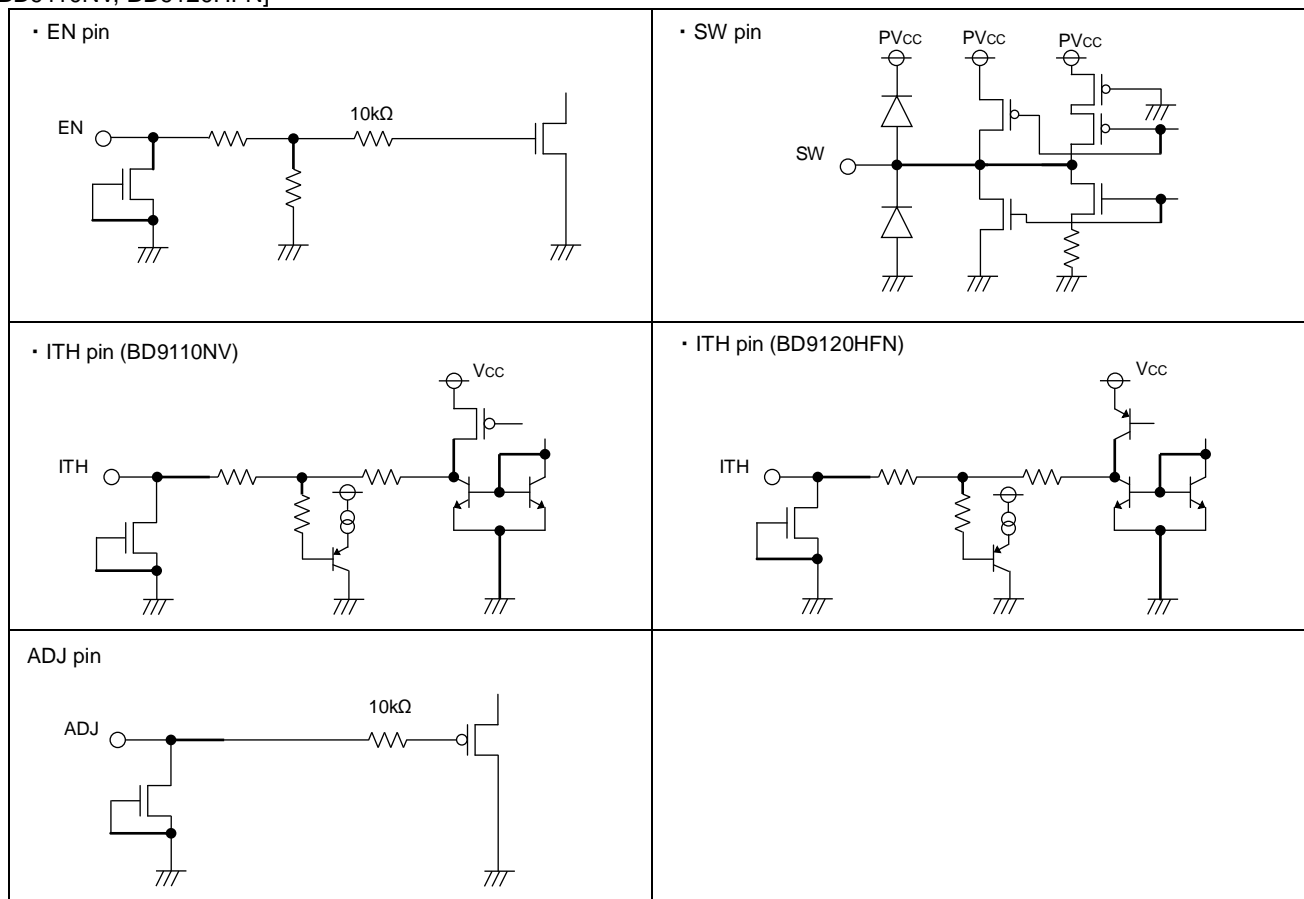 · EN pin
EN
10kΩ
· SW pin
PVCC PVCC PVCC
SW
· ITH pin (BD9110NV)
VCC
ITH
· ITH pin (BD9120HFN)
VCC
ITH
ADJ pin
ADJ
10kΩ